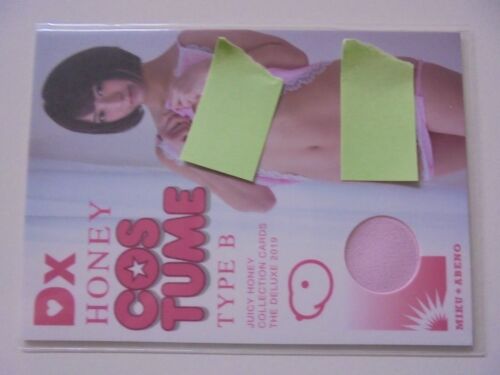 Dx
HONEY
COS
TUME
TYPE B
JUICY HONEY
COLLECTION CARDS
THE DELUXE 2019
MIKU★ABENO